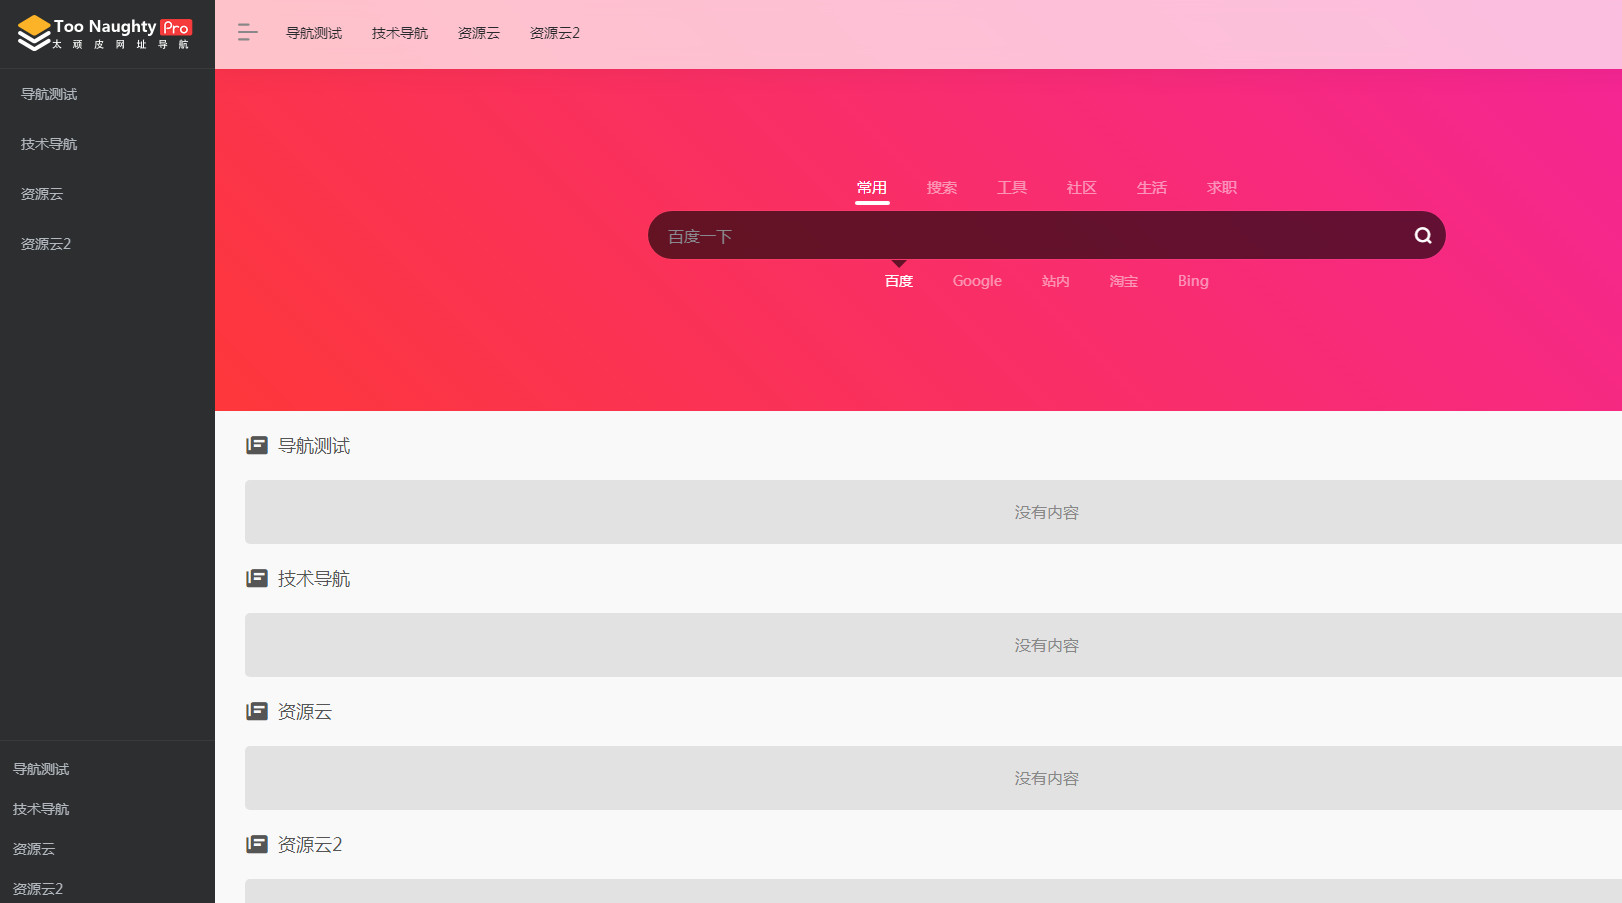 Too Naughty Pro
太顽皮网址导航
导航测试
技术导航
资源云
资源云2
导航测试
技术导航
资源云
资源云2
导航测试 技术导航 资源云 资源云2
常用 搜索 工具 社区 生活 求职
百度一下
百度 Google 站内 淘宝 Bing
导航测试
没有内容
技术导航
没有内容
资源云
没有内容
资源云2